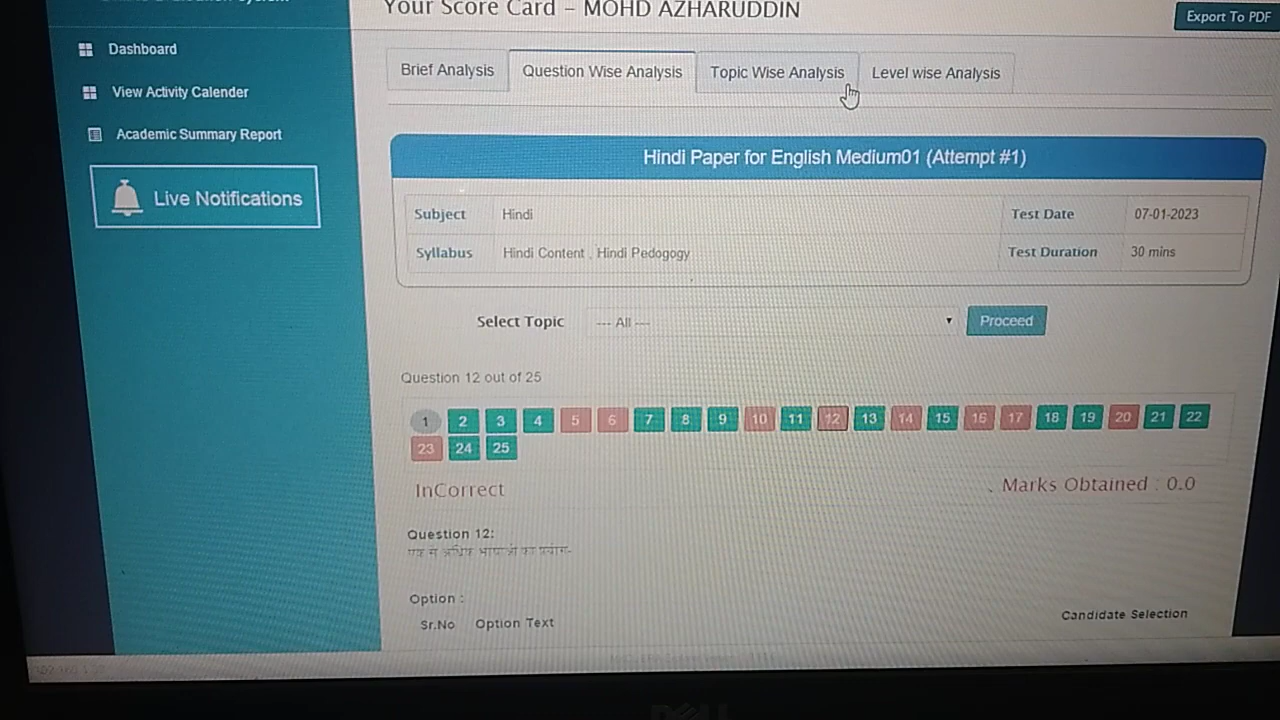 Your Score Card – MOHD AZHARUDDIN
Export To PDF
Dashboard
View Activity Calender
Academic Summary Report
Live Notifications
Brief Analysis
Question Wise Analysis
Topic Wise Analysis
Level wise Analysis
Hindi Paper for English Medium01 (Attempt #1)
Subject Hindi Test Date 07-01-2023
Syllabus Hindi Content , Hindi Pedogogy Test Duration 30 mins
Select Topic --- All --- Proceed
Question 12 out of 25
1 2 3 4 5 6 7 8 9 10 11 12 13 14 15 16 17 18 19 20 21 22
23 24 25
InCorrect Marks Obtained : 0.0
Question 12:
एक से अधिक भाषाओं का प्रयोग-
Option :
Sr.No Option Text Candidate Selection